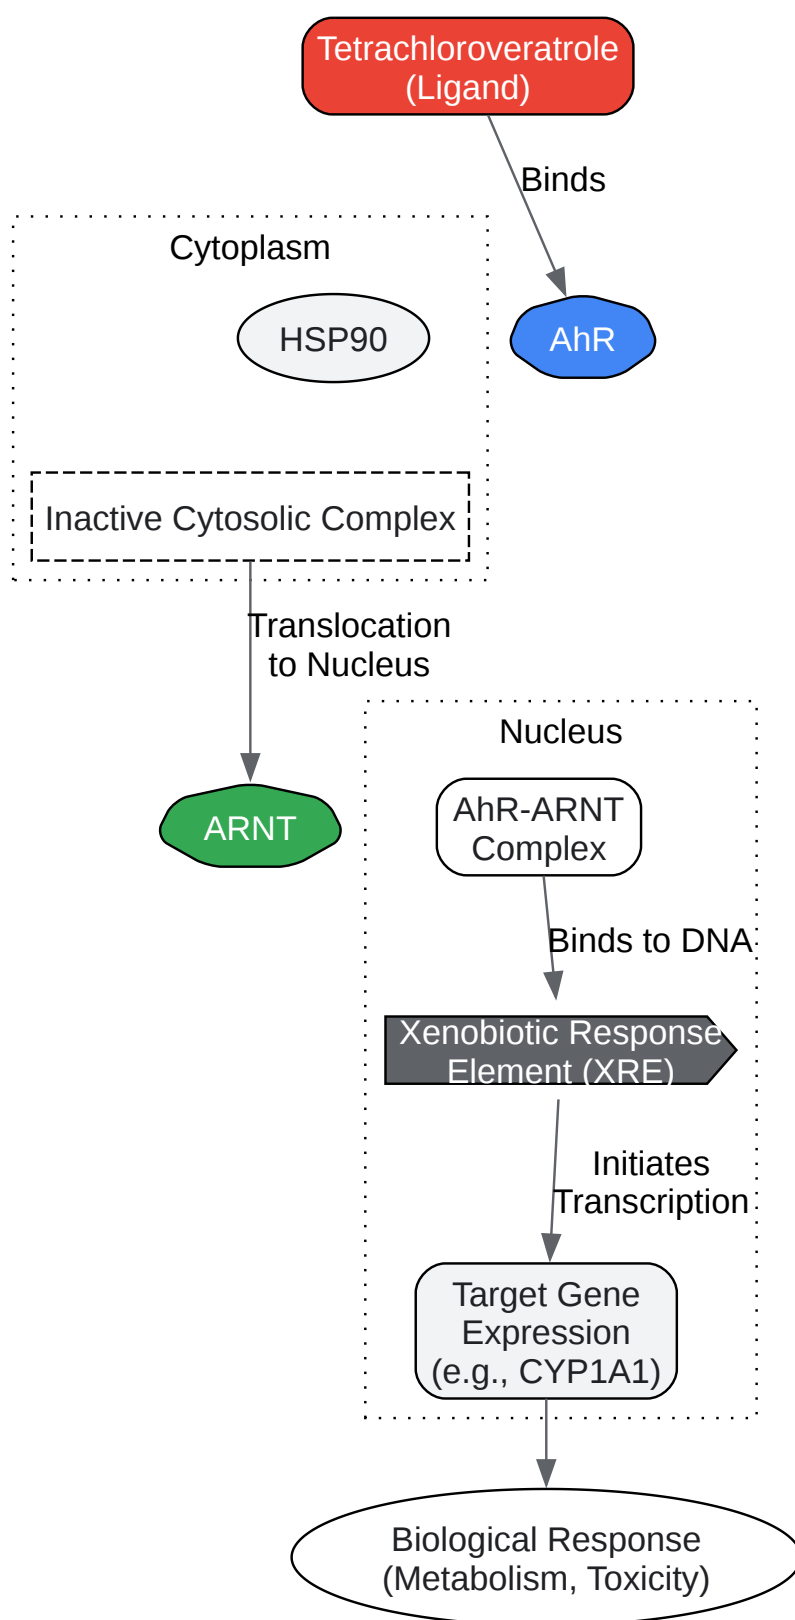 Tetrachloroveratrole
(Ligand)
Binds
Cytoplasm
HSP90
AhR
Inactive Cytosolic Complex
Translocation
to Nucleus
Nucleus
ARNT
AhR-ARNT
Complex
Binds to DNA
Xenobiotic Response
Element (XRE)
Initiates
Transcription
Target Gene
Expression
(e.g., CYP1A1)
Biological Response
(Metabolism, Toxicity)